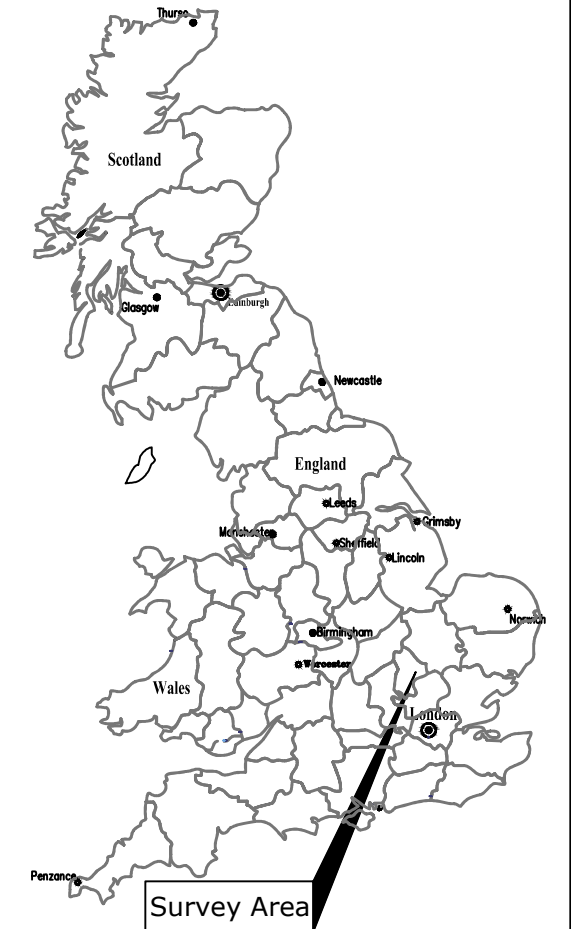 Thurso
Scotland
Edinburgh
Glasgow
Newcastle
England
Leeds
Grimsby
Manchester
Sheffield
Lincoln
Norwich
Birmingham
Worcester
Wales
London
Penzance
Survey Area